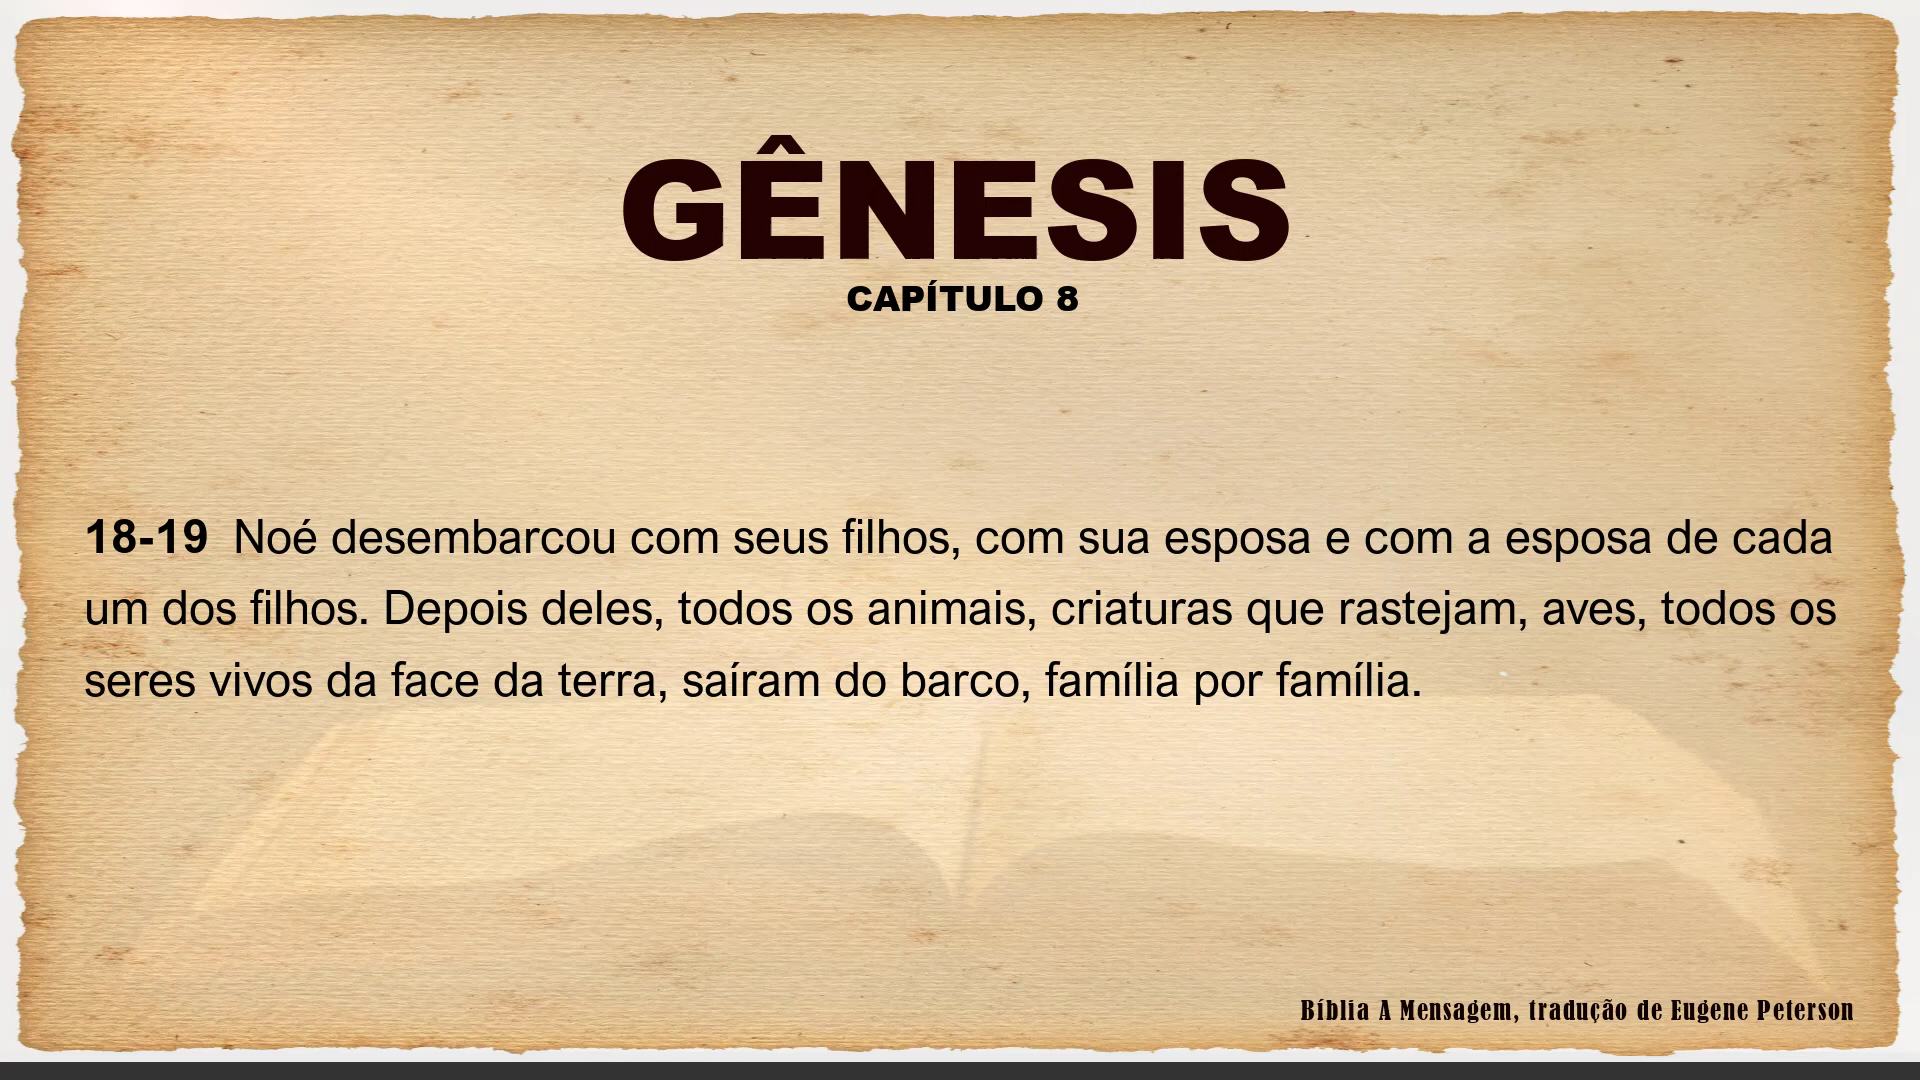 GÊNESIS
CAPÍTULO 8
18-19 Noé desembarcou com seus filhos, com sua esposa e com a esposa de cada
um dos filhos. Depois deles, todos os animais, criaturas que rastejam, aves, todos os
seres vivos da face da terra, saíram do barco, família por família.
Bíblia A Mensagem, tradução de Eugene Peterson